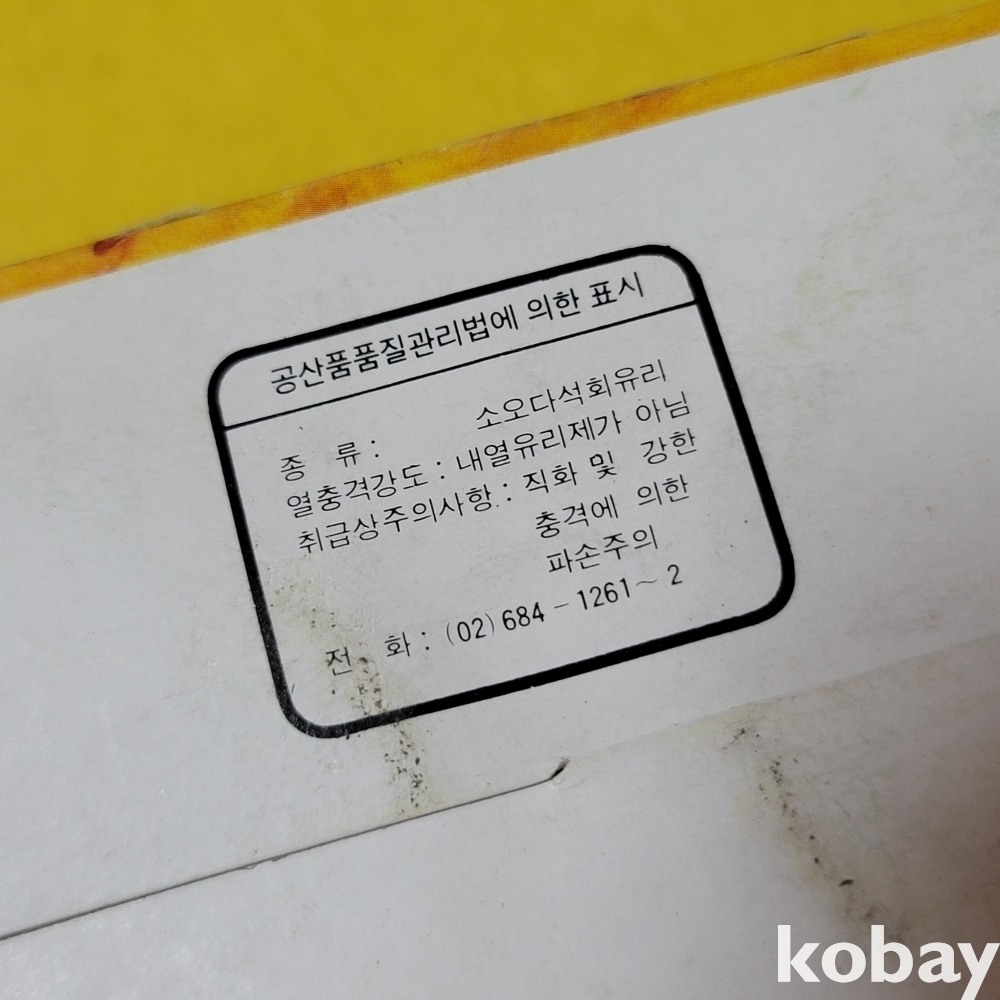 공산품품질관리법에 의한 표시
종 류 : 소오다석회유리
열충격강도 : 내열유리제가 아님
취급상주의사항 : 직화 및 강한
충격에 의한
파손주의
전 화 : (02) 684 - 1261~ 2
kobay